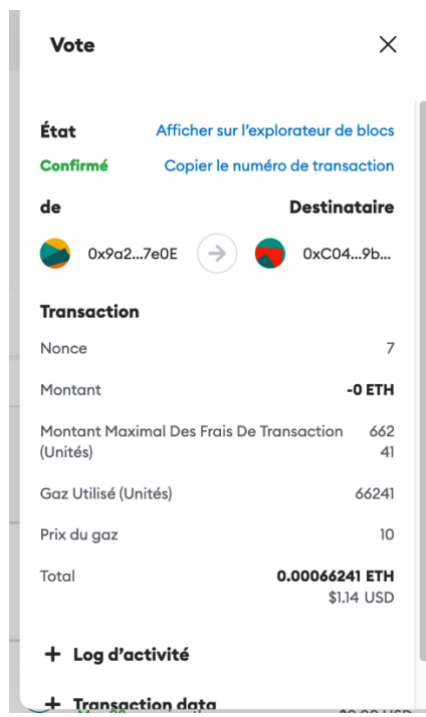 Vote
État Afficher sur l'explorateur de blocs
Confirmé Copier le numéro de transaction
de Destinataire
0x9a2...7e0E 0xC04...9b...
Transaction
Nonce 7
Montant -0 ETH
Montant Maximal Des Frais De Transaction 662
(Unités) 41
Gaz Utilisé (Unités) 66241
Prix du gaz 10
Total 0.00066241 ETH
$1.14 USD
+ Log d'activité
+ Transaction data